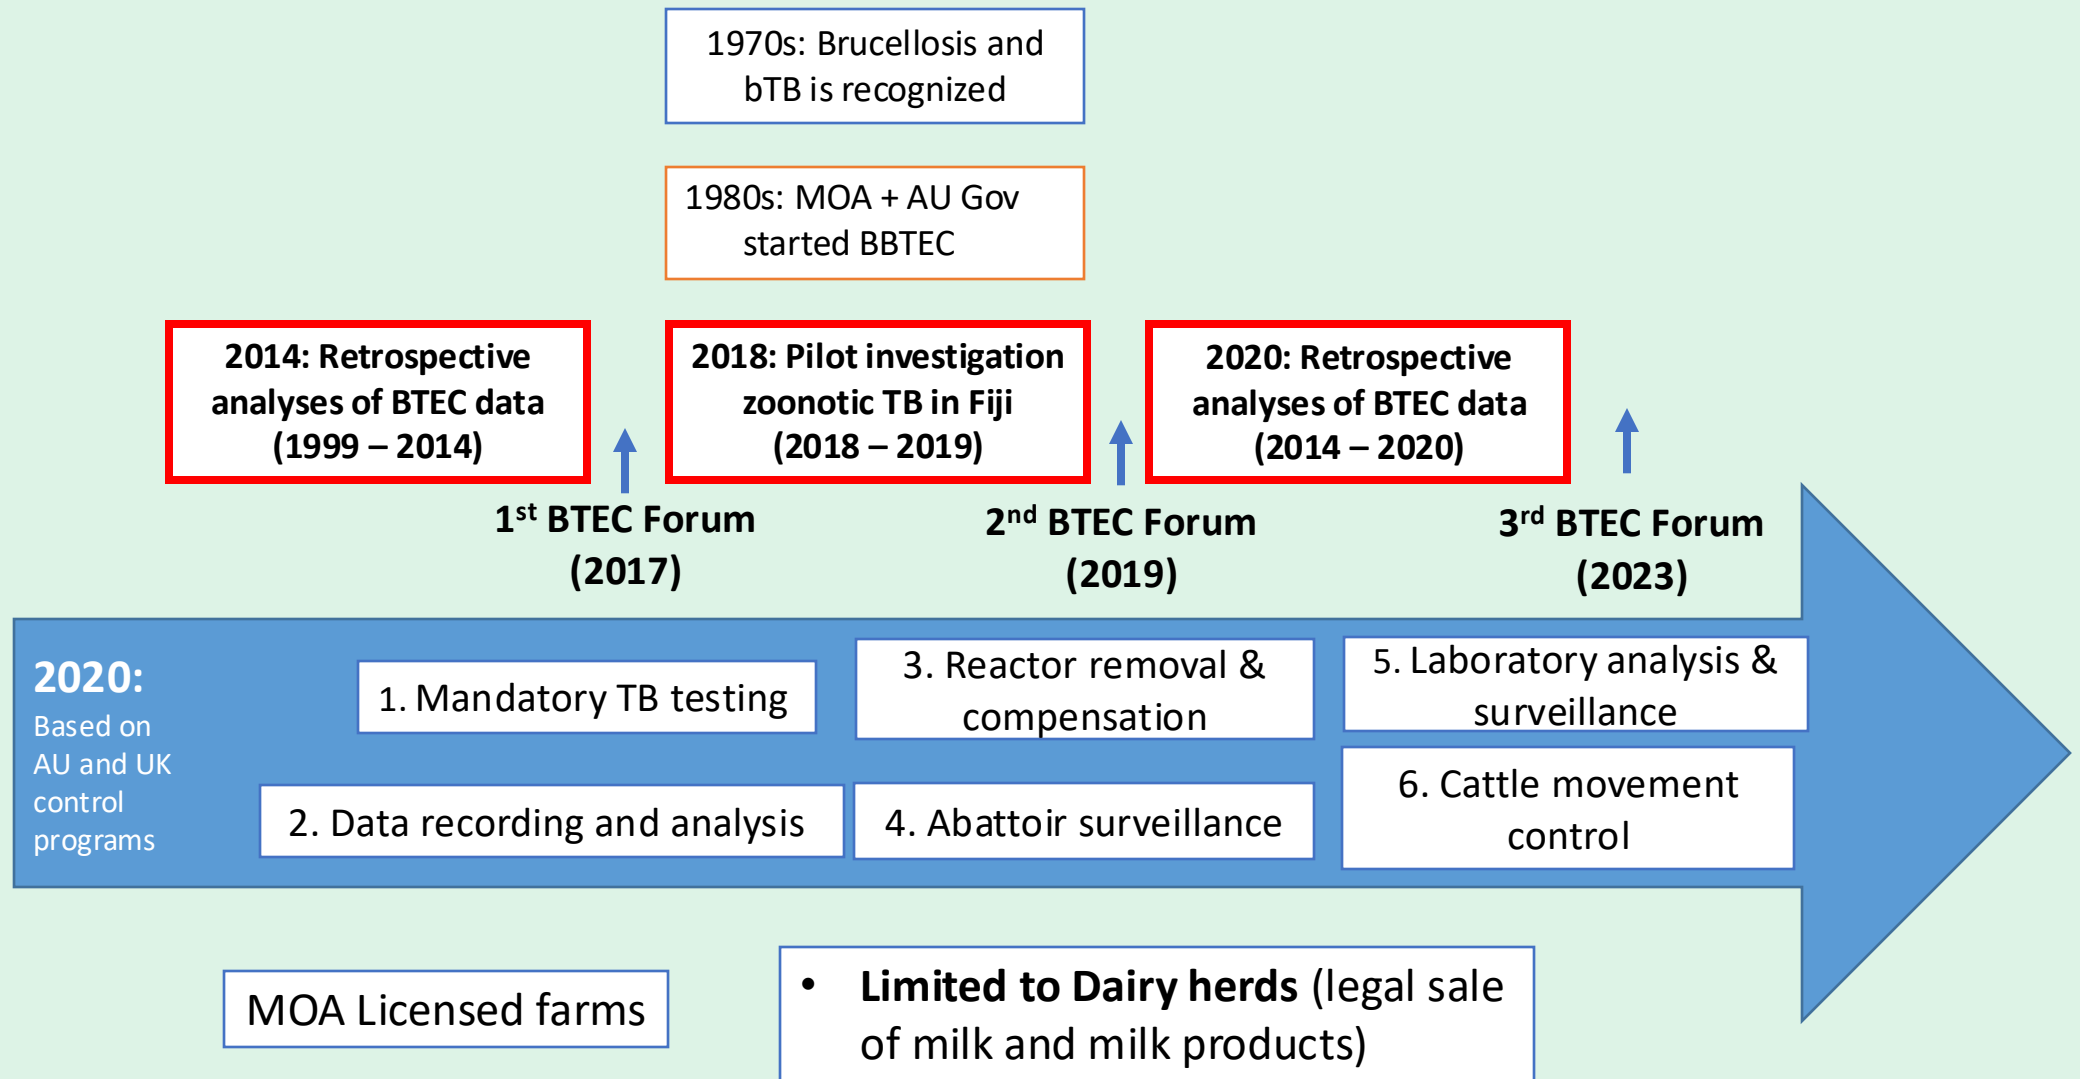 1970s: Brucellosis and
bTB is recognized
1980s: MOA + AU Gov
started BBTEC
2014: Retrospective
analyses of BTEC data
(1999 – 2014)
2018: Pilot investigation
zoonotic TB in Fiji
(2018 – 2019)
2020: Retrospective
analyses of BTEC data
(2014 – 2020)
1st BTEC Forum
(2017)
2nd BTEC Forum
(2019)
3rd BTEC Forum
(2023)
2020:
Based on
AU and UK
control
programs
1. Mandatory TB testing
2. Data recording and analysis
3. Reactor removal &
compensation
4. Abattoir surveillance
5. Laboratory analysis &
surveillance
6. Cattle movement
control
MOA Licensed farms
• Limited to Dairy herds (legal sale
of milk and milk products)